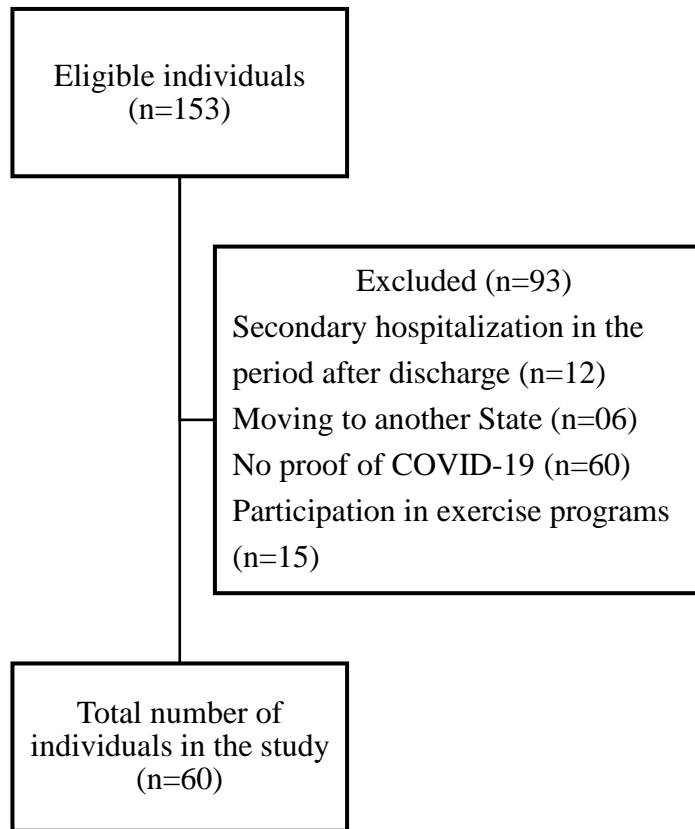 Eligible individuals
(n=153)
Excluded (n=93)
Secondary hospitalization in the
period after discharge (n=12)
Moving to another State (n=06)
No proof of COVID-19 (n=60)
Participation in exercise programs
(n=15)
Total number of
individuals in the study
(n=60)